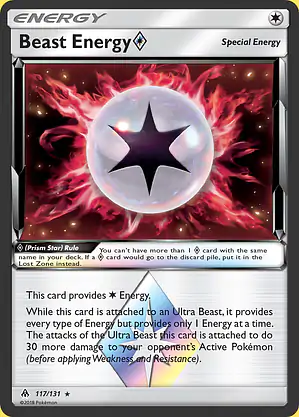 ENERGY
Beast Energy ◇
Special Energy
◇ (Prism Star) Rule
You can't have more than 1 ◇ card with the same
name in your deck. If a ◇ card would go to the discard pile, put it in the
Lost Zone instead.
This card provides Energy.
While this card is attached to an Ultra Beast, it provides
every type of Energy but provides only 1 Energy at a time.
The attacks of the Ultra Beast this card is attached to do
30 more damage to your opponent's Active Pokémon
(before applying Weakness and Resistance).
117/131 ★
©2018 Pokémon